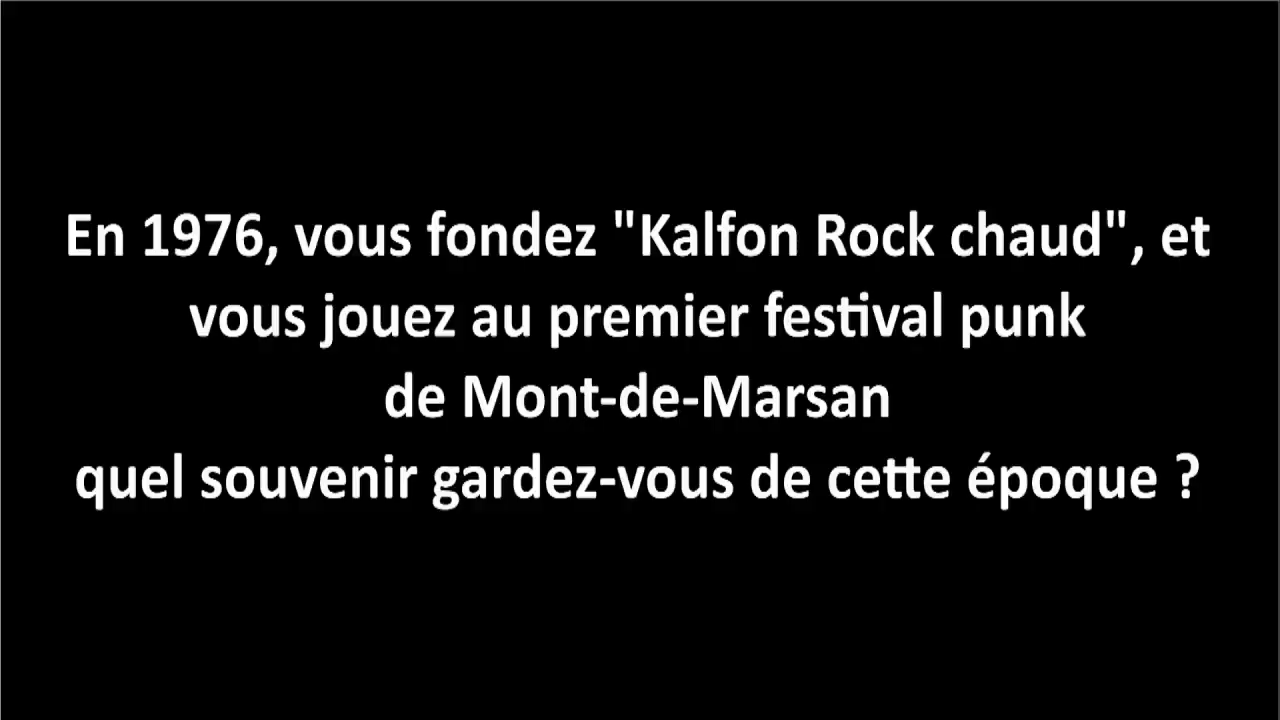 En 1976, vous fondez "Kalfon Rock chaud", et
vous jouez au premier festival punk
de Mont-de-Marsan
quel souvenir gardez-vous de cette époque ?